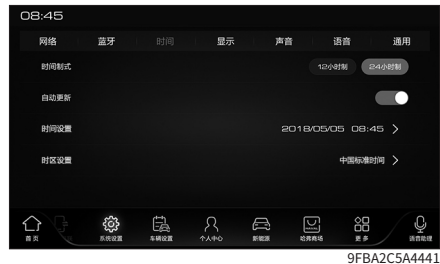 08:45
网络 蓝牙 时间 显示 声音 语音 通用
时间制式 12小时制 24小时制
自动更新
时间设置 2018/05/05 08:45
时区设置 中国标准时间
首页 系统设置 车辆设置 个人中心 新能源 哈弗商场 更多 语音助理
9FBA2C5A4441